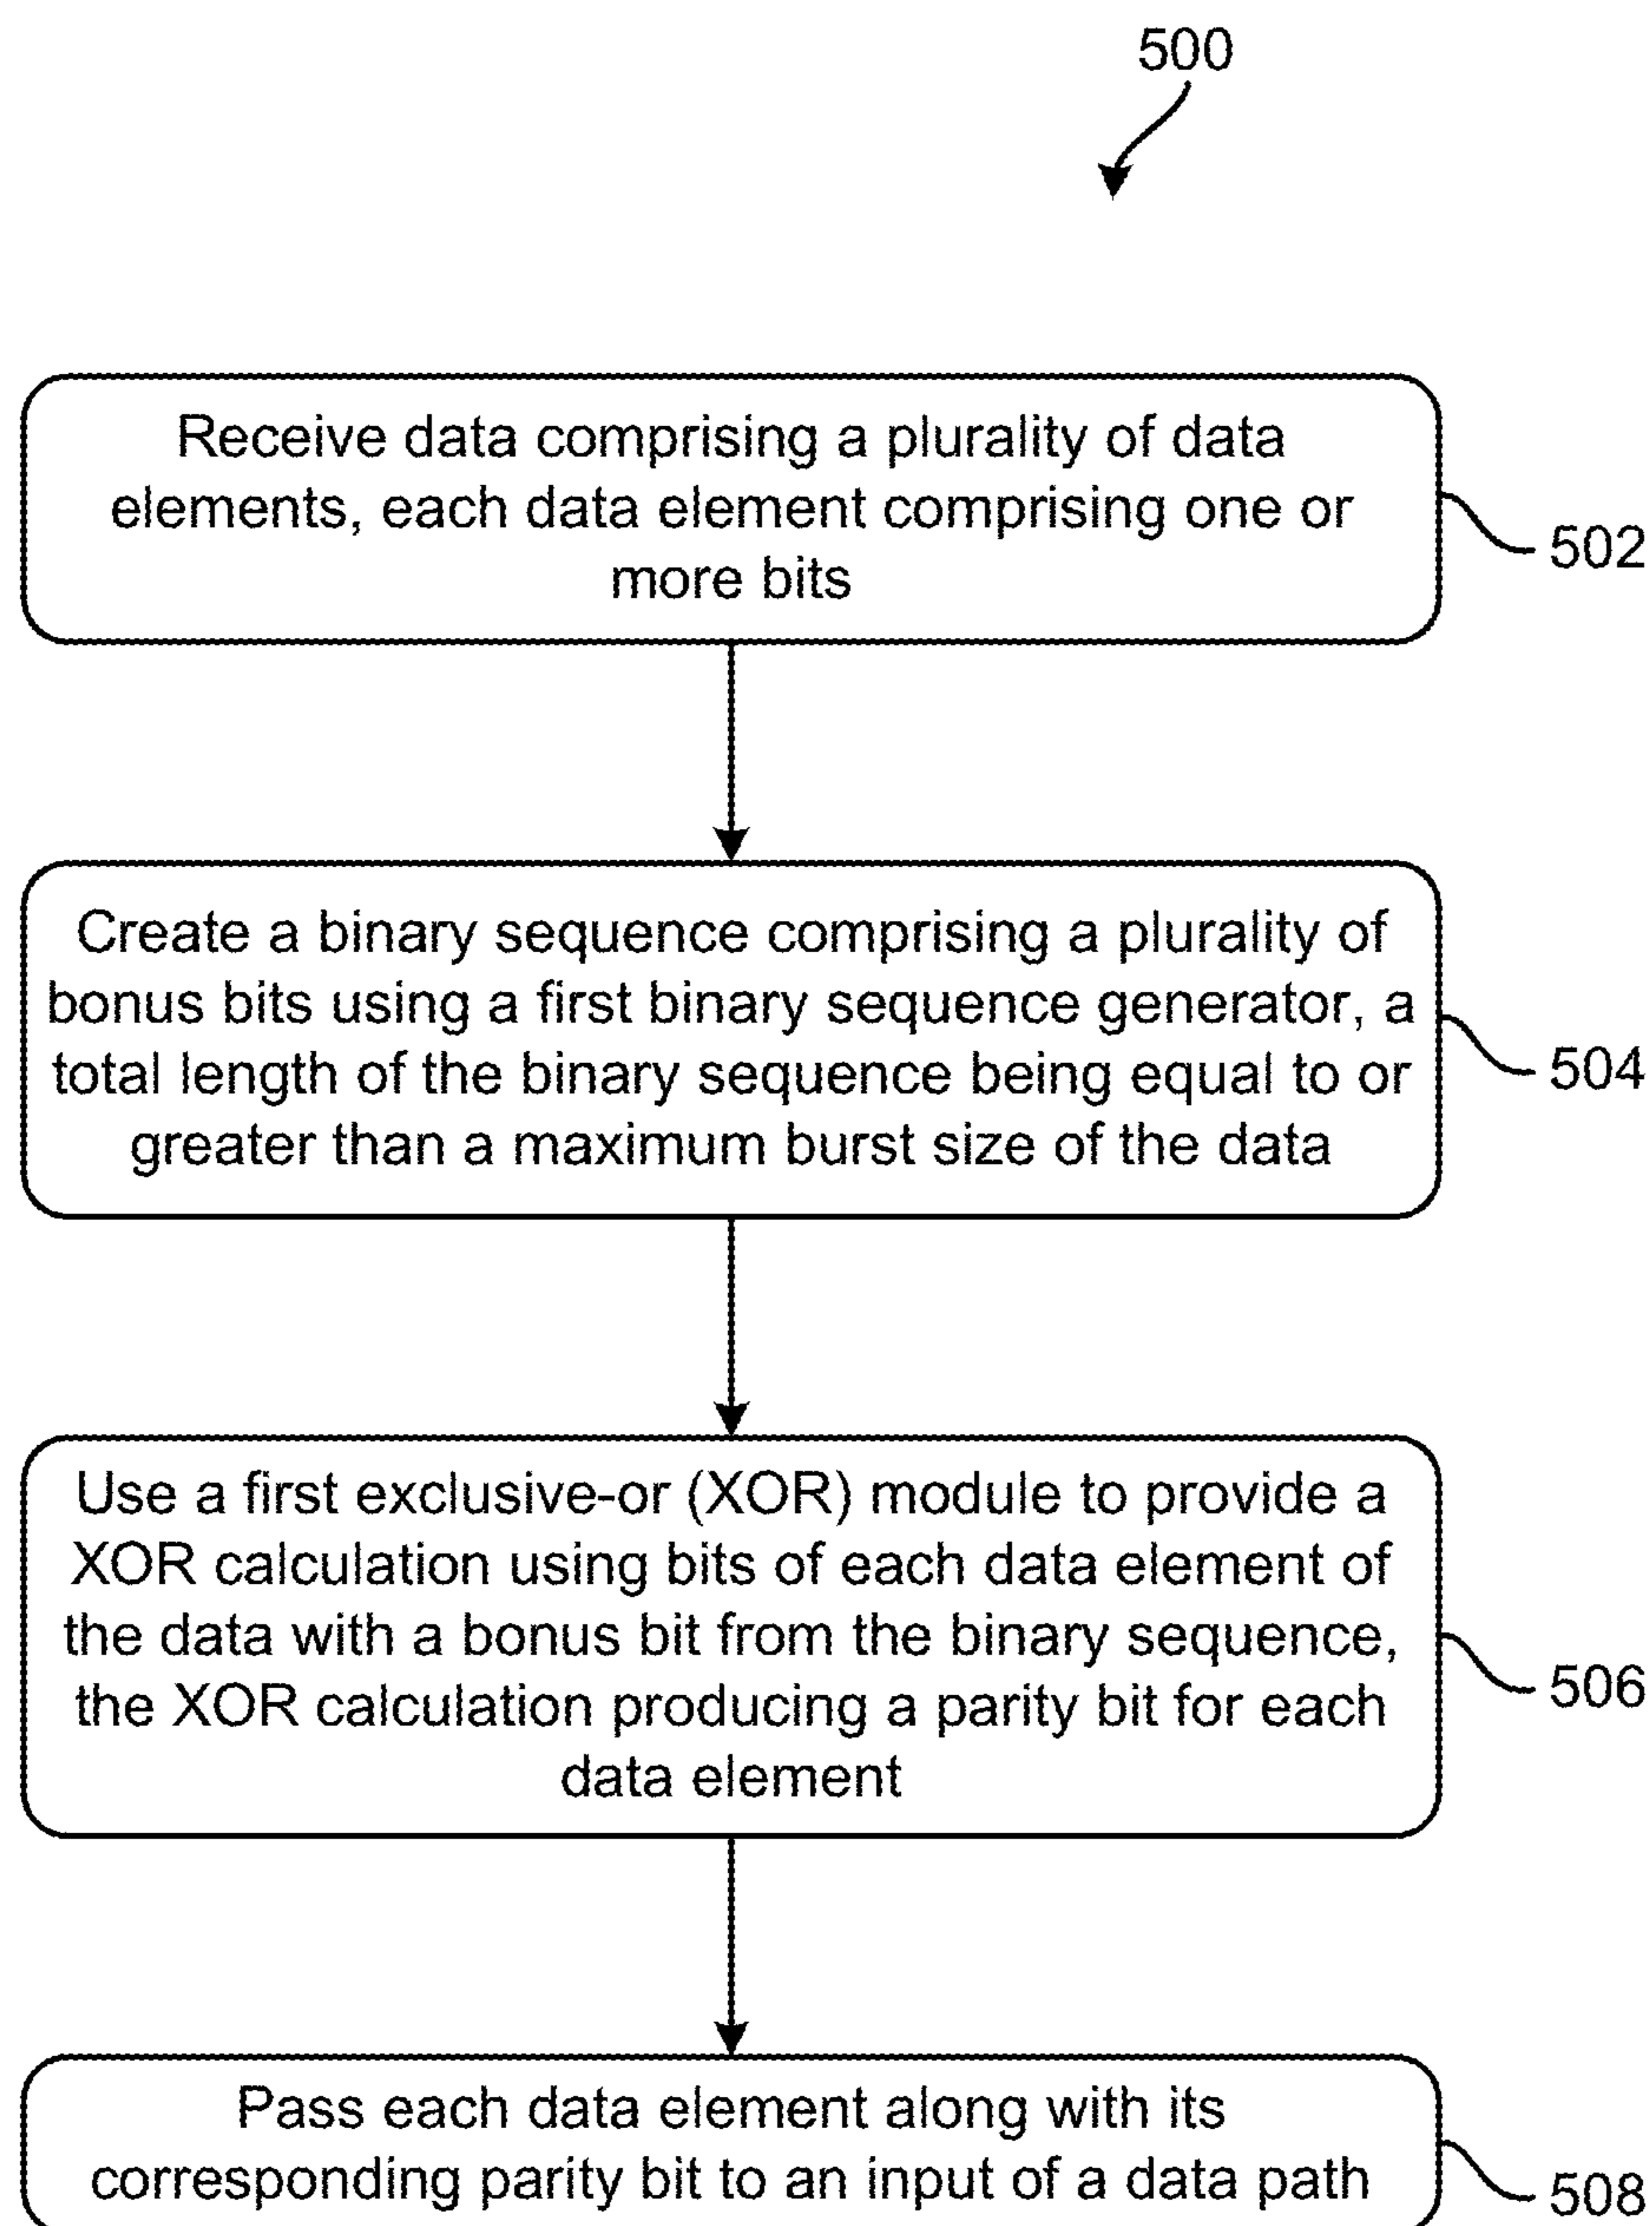 500
Receive data comprising a plurality of data
elements, each data element comprising one or
more bits
502
Create a binary sequence comprising a plurality of
bonus bits using a first binary sequence generator, a
total length of the binary sequence being equal to or
greater than a maximum burst size of the data
504
Use a first exclusive-or (XOR) module to provide a
XOR calculation using bits of each data element of
the data with a bonus bit from the binary sequence,
the XOR calculation producing a parity bit for each
data element
506
Pass each data element along with its
corresponding parity bit to an input of a data path
508